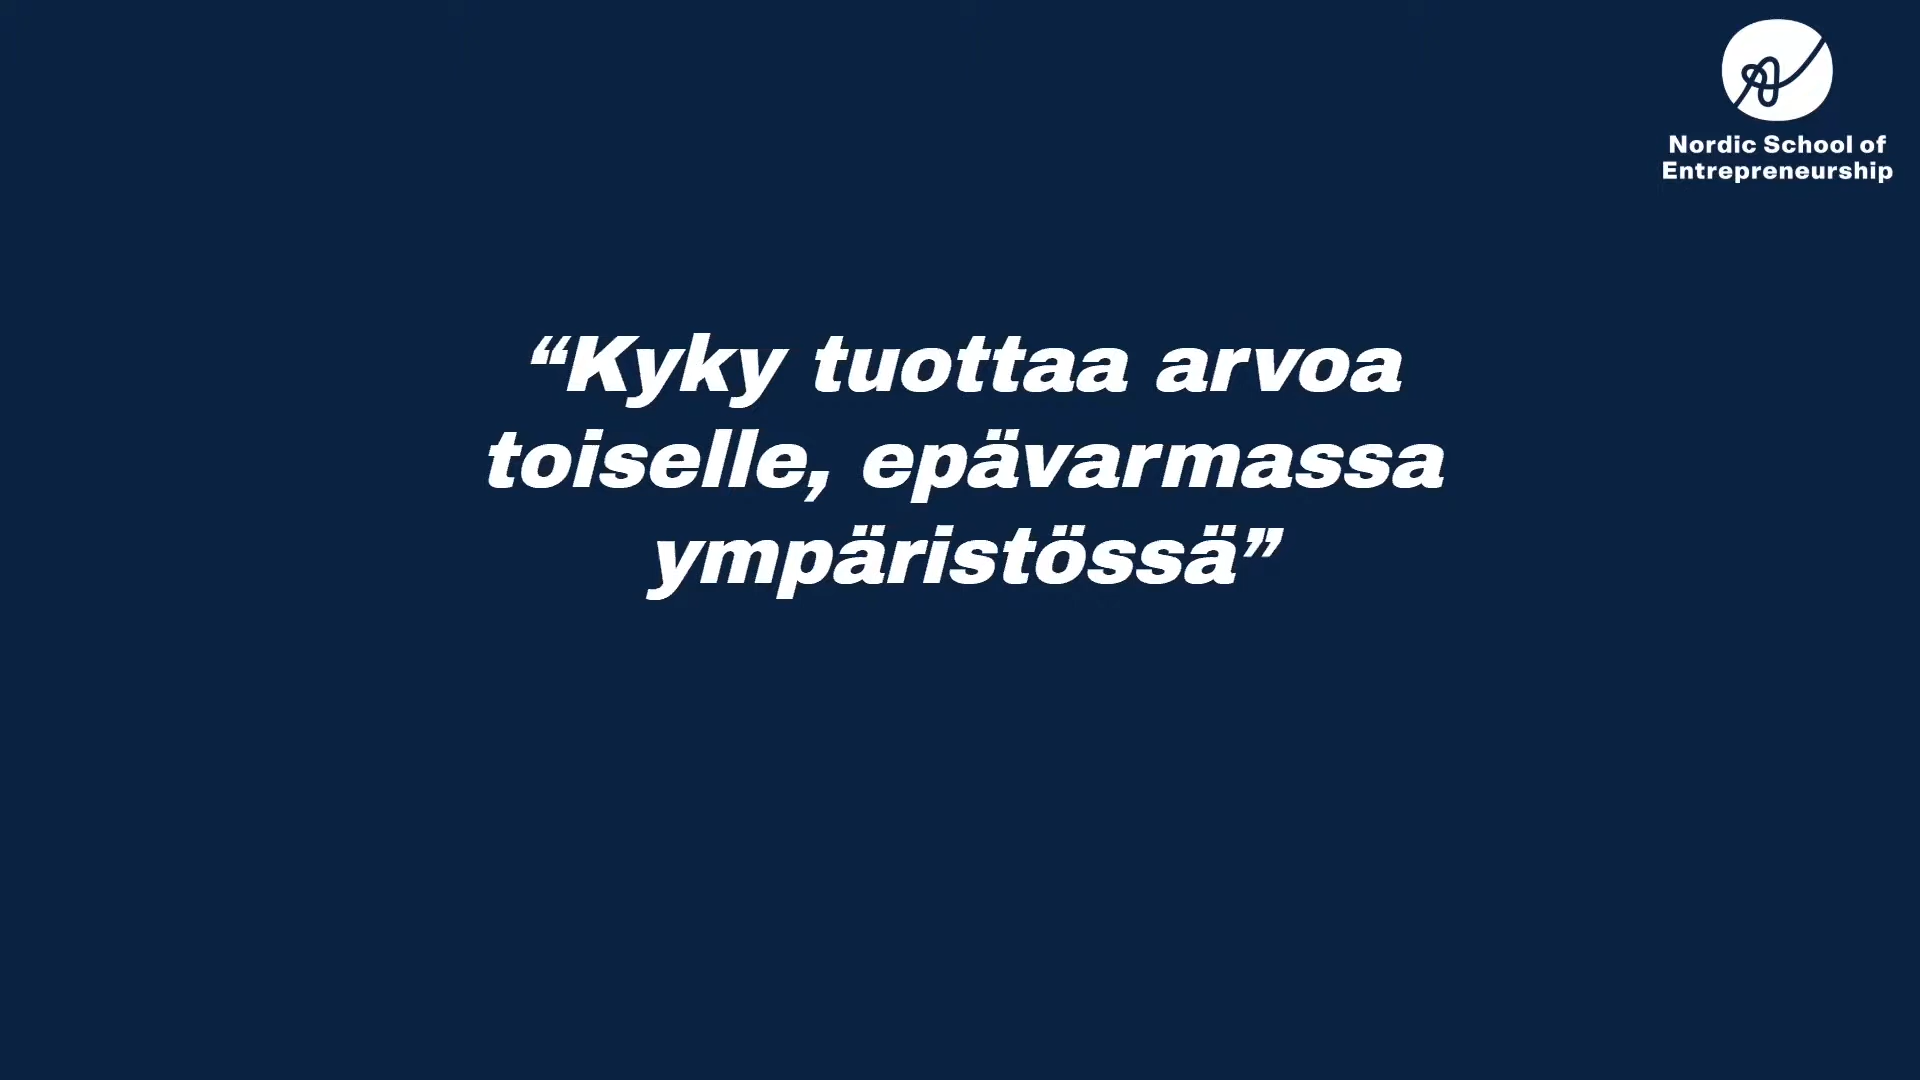 Nordic School of
Entrepreneurship
“Kyky tuottaa arvoa
toiselle, epävarmassa
ympäristössä”